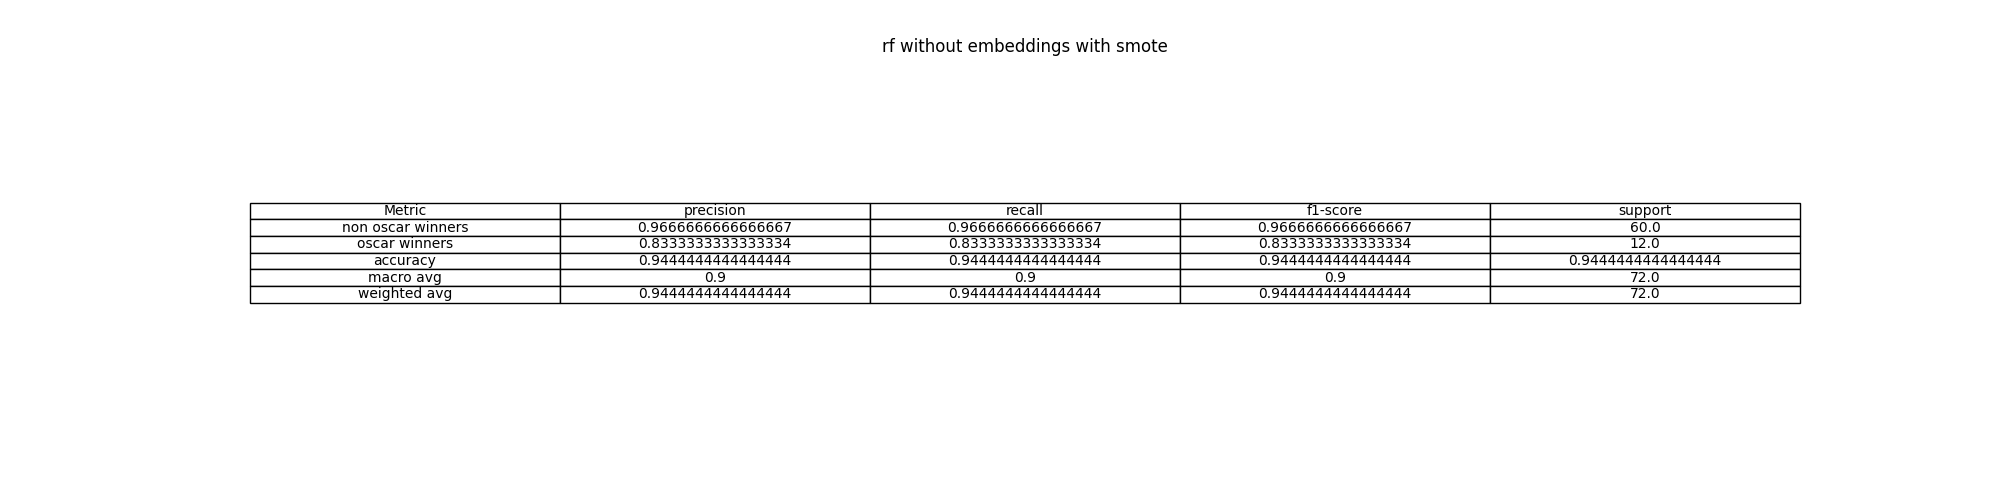 rf without embeddings with smote
Metric precision recall f1-score support
non oscar winners 0.9666666666666667 0.9666666666666667 0.9666666666666667 60.0
oscar winners 0.8333333333333334 0.8333333333333334 0.8333333333333334 12.0
accuracy 0.9444444444444444 0.9444444444444444 0.9444444444444444 0.9444444444444444
macro avg 0.9 0.9 0.9 72.0
weighted avg 0.9444444444444444 0.9444444444444444 0.9444444444444444 72.0